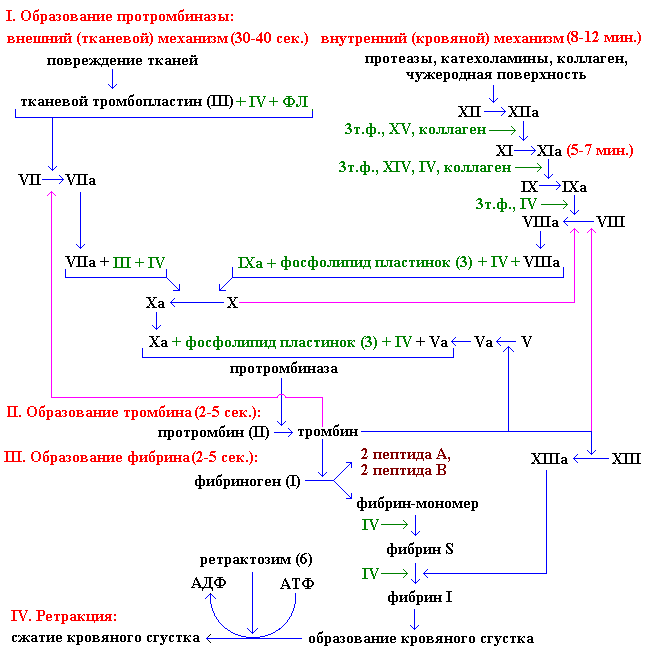 I. Образование протромбиназы:
внешний (тканевой) механизм (30-40 сек.)
внутренний (кровяной) механизм (8-12 мин.)
повреждение тканей
протеазы, катехоламины, коллаген,
чужеродная поверхность
тканевой тромбопластин (III) + IV + ФЛ
XII XIIa
3т.ф., XV, коллаген
XI XIa (5-7 мин.)
3т.ф., XIV, IV, коллаген
VII VIIa
IX IXa
3т.ф., IV
VIIIa VIII
VIIa + III + IV
IXa + фосфолипид пластинок (3) + IV + VIIIa
Xa X
Xa + фосфолипид пластинок (3) + IV + Va Va V
протромбиназа
II. Образование тромбина (2-5 сек.):
протромбин (II) тромбин
III. Образование фибрина (2-5 сек.):
2 пептида A,
2 пептида B
XIIIa XIII
фибриноген (I)
фибрин-мономер
IV
фибрин S
ретрактозим (6)
IV
АДФ АТФ
фибрин I
IV. Ретракция:
сжатие кровяного сгустка
образование кровяного сгустка